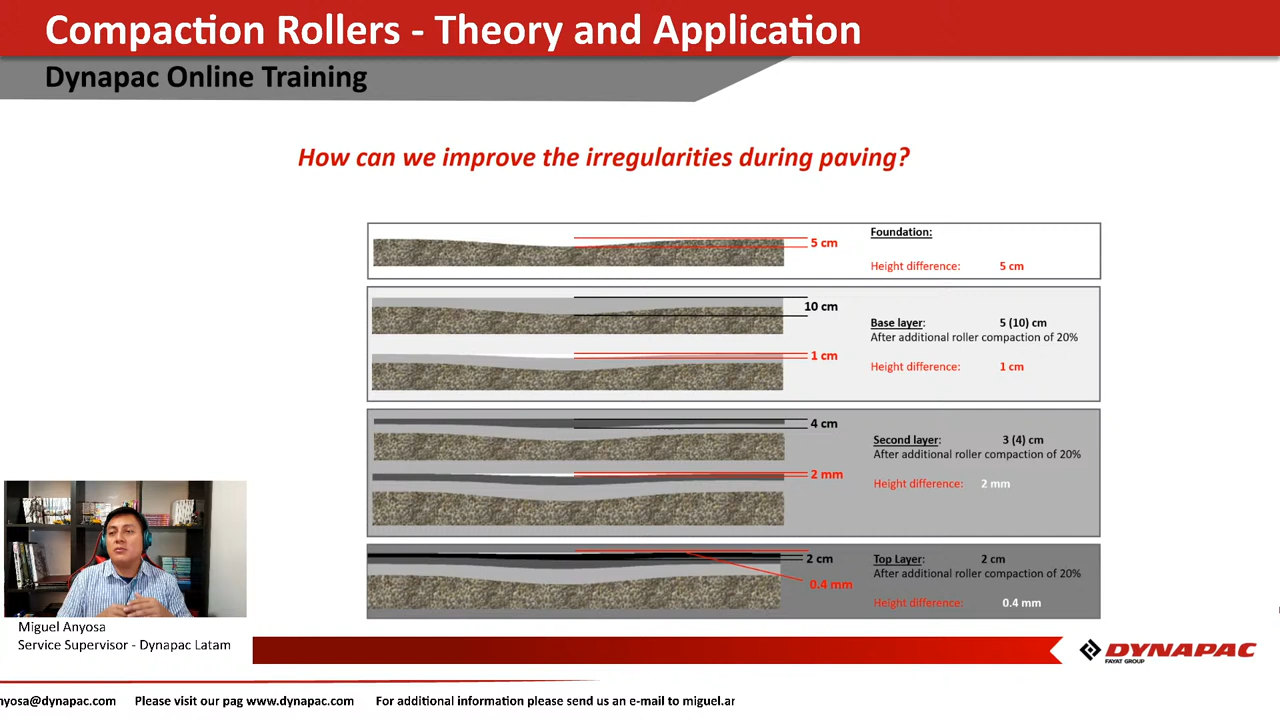 Compaction Rollers - Theory and Application
Dynapac Online Training
How can we improve the irregularities during paving?
5 cm
Foundation:
Height difference: 5 cm
10 cm
1 cm
Base layer: 5 (10) cm
After additional roller compaction of 20%
Height difference: 1 cm
4 cm
2 mm
Second layer: 3 (4) cm
After additional roller compaction of 20%
Height difference: 2 mm
2 cm
0.4 mm
Top Layer: 2 cm
After additional roller compaction of 20%
Height difference: 0.4 mm
Miguel Anyosa
Service Supervisor - Dynapac Latam
DYNAPAC
FAYAT GROUP
nyosa@dynapac.com Please visit our pag www.dynapac.com For additional information please send us an e-mail to miguel.ar